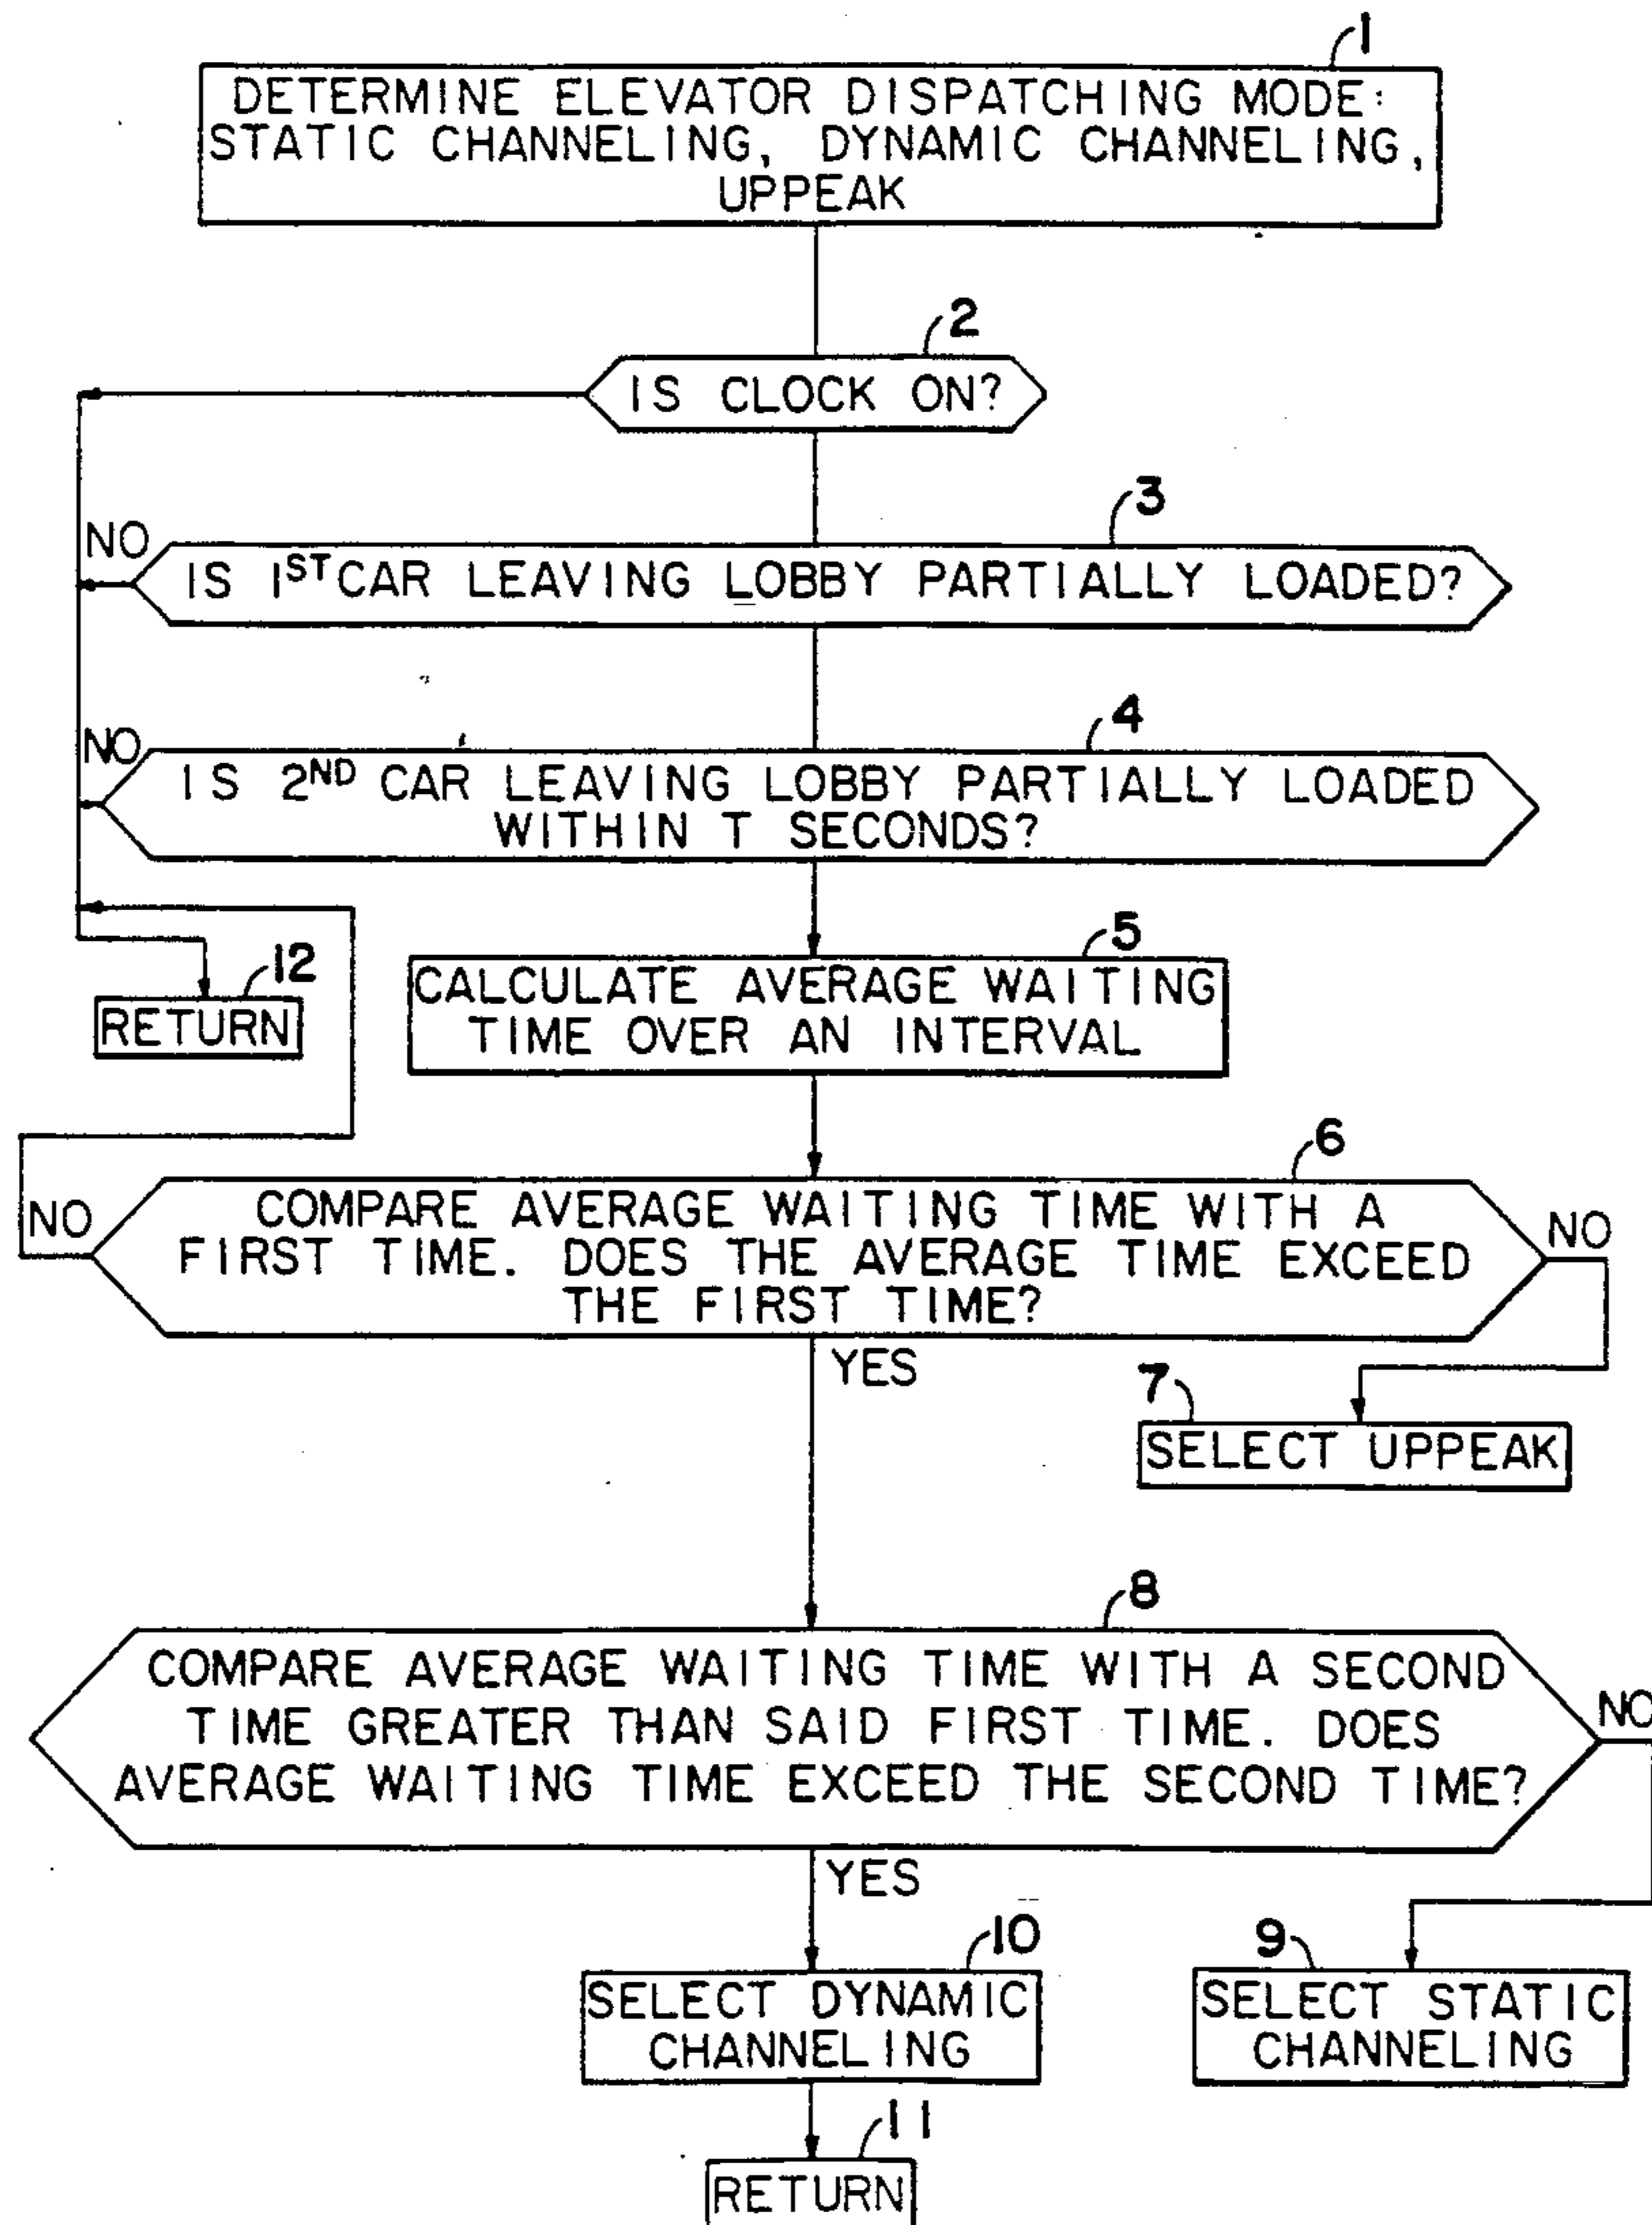 1
DETERMINE ELEVATOR DISPATCHING MODE:
STATIC CHANNELING, DYNAMIC CHANNELING,
UPPEAK
2
IS CLOCK ON?
3
NO
IS 1ST CAR LEAVING LOBBY PARTIALLY LOADED?
4
NO
IS 2ND CAR LEAVING LOBBY PARTIALLY LOADED
WITHIN T SECONDS?
12
RETURN
5
CALCULATE AVERAGE WAITING
TIME OVER AN INTERVAL
6
NO
COMPARE AVERAGE WAITING TIME WITH A
FIRST TIME. DOES THE AVERAGE TIME EXCEED
THE FIRST TIME?
NO
YES
7
SELECT UPPEAK
8
COMPARE AVERAGE WAITING TIME WITH A SECOND
TIME GREATER THAN SAID FIRST TIME. DOES
AVERAGE WAITING TIME EXCEED THE SECOND TIME?
NO
YES
10
SELECT DYNAMIC
CHANNELING
9
SELECT STATIC
CHANNELING
11
RETURN